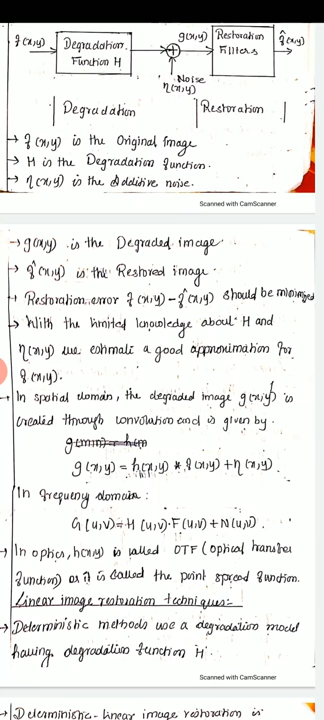 f(x,y)
Degradation
Function H
g(x,y)
Restoration
Filters
f^(x,y)
Noise
η(x,y)
Degradation
Restoration
→ f(x,y) is the Original Image
→ H is the Degradation function.
→ η(x,y) is the Additive noise.
Scanned with CamScanner
→ g(x,y) is the Degraded image.
→ f^(x,y) is the Restored image.
→ Restoration error f(x,y) - f^(x,y) should be minimized
→ With the limited knowledge about H and
η(x,y) we estimate a good approximation for
f(x,y).
→ In spatial domain, the degraded image g(x,y) is
created through convolution and is given by.
g(x,y) = h(x,y) * f(x,y) + η(x,y)
In frequency domain:
G(u,v) = H(u,v)·F(u,v) + N(u,v).
→ In optics, h(x,y) is called OTF (optical transfer
function) as it is called the point spread function.
Linear image restoration techniques:-
→ Deterministic methods use a degradation model
having degradation function H.
Scanned with CamScanner
→ Deterministic - linear image restoration is